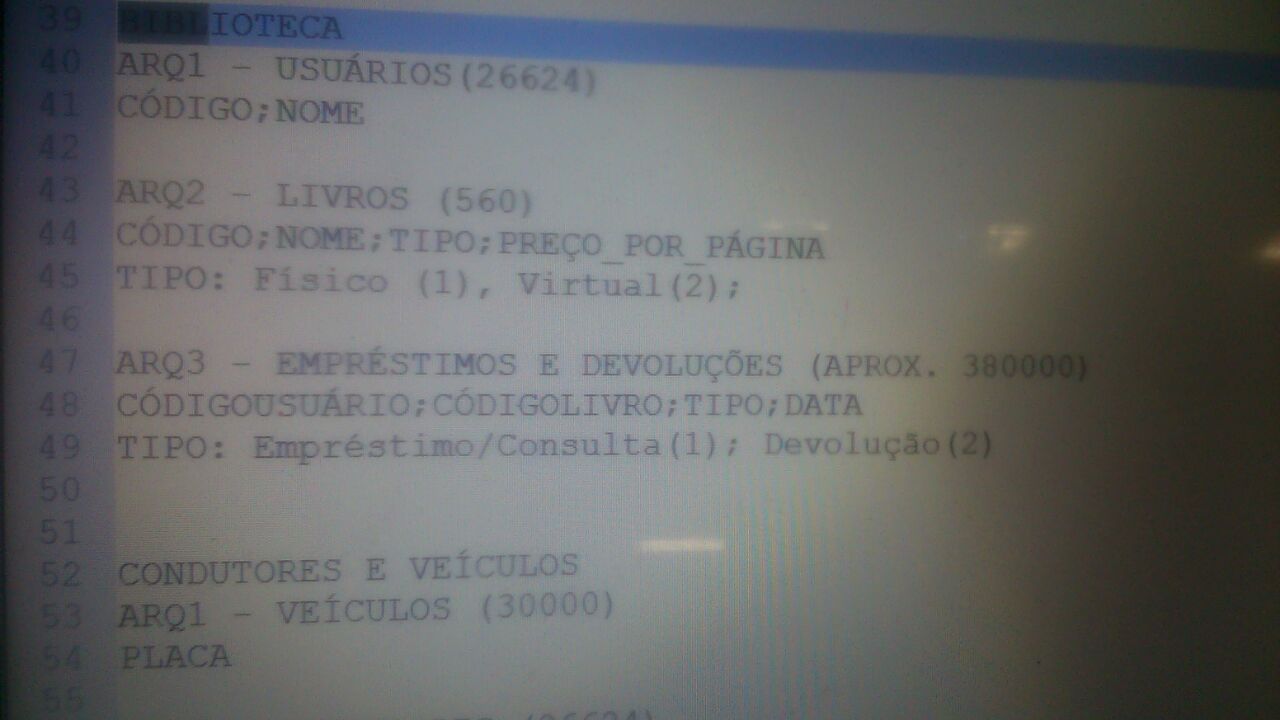 39 BIBLIOTECA
40 ARQ1 - USUÁRIOS(26624)
41 CÓDIGO;NOME
42
43 ARQ2 - LIVROS (560)
44 CÓDIGO;NOME;TIPO;PREÇO_POR_PÁGINA
45 TIPO: Físico (1), Virtual(2);
46
47 ARQ3 - EMPRÉSTIMOS E DEVOLUÇÕES (APROX. 380000)
48 CÓDIGOUSUÁRIO;CÓDIGOLIVRO;TIPO;DATA
49 TIPO: Empréstimo/Consulta(1); Devolução(2)
50
51
52 CONDUTORES E VEÍCULOS
53 ARQ1 - VEÍCULOS (30000)
54 PLACA
55 (26624)